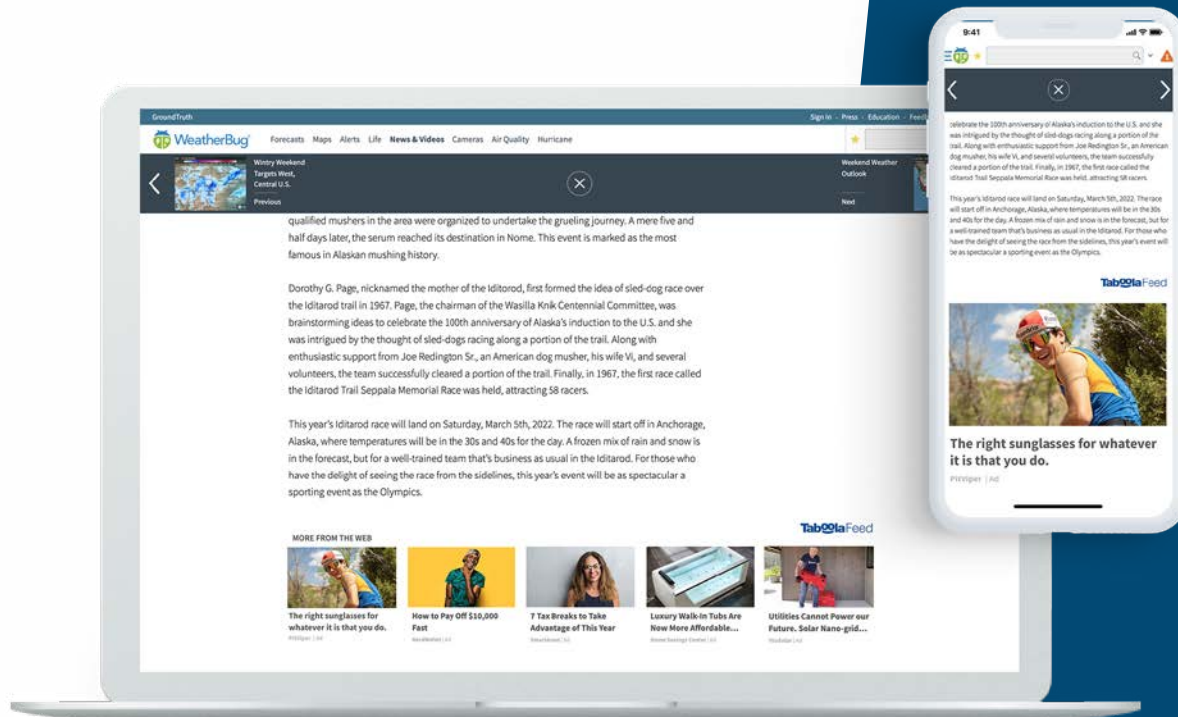 GroundTruth
Sign In - Press - Education -
WeatherBug
Forecasts Maps Alerts Life News & Videos Cameras Air Quality Hurricane
Wintry Weekend
Targets West,
Central U.S.
Previous
Weekend Weather
Outlook
Next
qualified mushers in the area were organized to undertake the grueling journey. A mere five and
half days later, the serum reached its destination in Nome. This event is marked as the most
famous in Alaskan mushing history.
Dorothy G. Page, nicknamed the mother of the Iditorod, first formed the idea of sled-dog race over
the Iditarod trail in 1967. Page, the chairman of the Wasilla Knik Centennial Committee, was
brainstorming ideas to celebrate the 100th anniversary of Alaska's induction to the U.S. and she
was intrigued by the thought of sled-dogs racing along a portion of the trail. Along with
enthusiastic support from Joe Redington Sr., an American dog musher, his wife Vi, and several
volunteers, the team successfully cleared a portion of the trail. Finally, in 1967, the first race called
the Iditarod Trail Seppala Memorial Race was held, attracting 58 racers.
This year's Iditarod race will land on Saturday, March 5th, 2022. The race will start off in Anchorage,
Alaska, where temperatures will be in the 30s and 40s for the day. A frozen mix of rain and snow is
in the forecast, but for a well-trained team that's business as usual in the Iditarod. For those who
have the delight of seeing the race from the sidelines, this year's event will be as spectacular a
sporting event as the Olympics.
Taboola Feed
MORE FROM THE WEB
The right sunglasses for
whatever it is that you do.
PitViper | Ad
How to Pay Off $10,000
Fast
NerdWallet | Ad
7 Tax Breaks to Take
Advantage of This Year
SmartAsset | Ad
Luxury Walk-In Tubs Are
Now More Affordable...
Home Savings Center | Ad
Utilities Cannot Power our
Future. Solar Nano-grid...
Ad
9:41
celebrate the 100th anniversary of Alaska's induction to the U.S. and she
was intrigued by the thought of sled-dogs racing along a portion of the
trail. Along with enthusiastic support from Joe Redington Sr., an American
dog musher, his wife Vi, and several volunteers, the team successfully
cleared a portion of the trail. Finally, in 1967, the first race called the
Iditarod Trail Seppala Memorial Race was held, attracting 58 racers.
This year's Iditarod race will land on Saturday, March 5th, 2022. The race
will start off in Anchorage, Alaska, where temperatures will be in the 30s
and 40s for the day. A frozen mix of rain and snow is in the forecast, but for
a well-trained team that's business as usual in the Iditarod. For those who
have the delight of seeing the race from the sidelines, this year's event will
be as spectacular a sporting event as the Olympics.
Taboola Feed
The right sunglasses for whatever
it is that you do.
PitViper | Ad